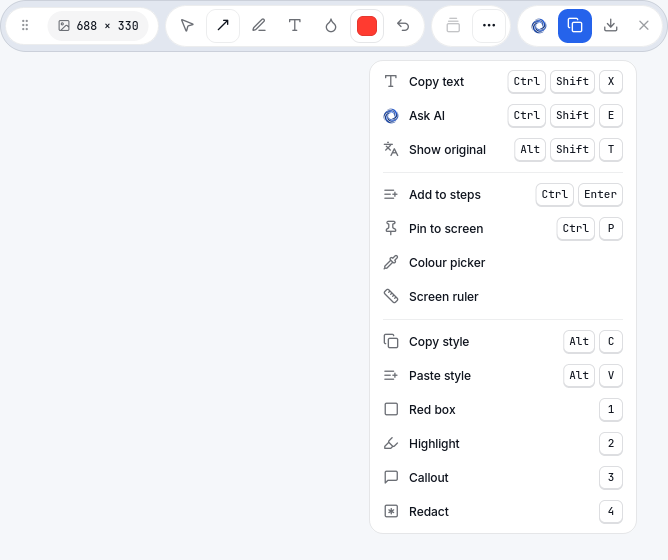 688 × 330
Copy text Ctrl Shift X
Ask AI Ctrl Shift E
Show original Alt Shift T
Add to steps Ctrl Enter
Pin to screen Ctrl P
Colour picker
Screen ruler
Copy style Alt C
Paste style Alt V
Red box 1
Highlight 2
Callout 3
Redact 4